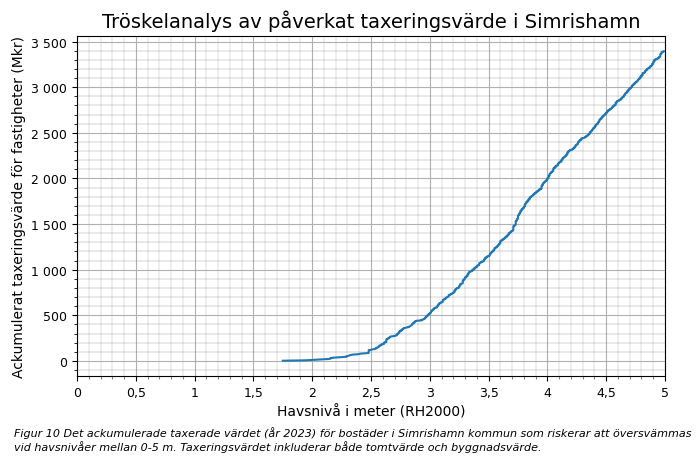 Tröskelanalys av påverkat taxeringsvärde i Simrishamn
Ackumulerat taxeringsvärde för fastigheter (Mkr)
3 500
3 000
2 500
2 000
1 500
1 000
500
0
0 0,5 1 1,5 2 2,5 3 3,5 4 4,5 5
Havsnivå i meter (RH2000)
Figur 10 Det ackumulerade taxerade värdet (år 2023) för bostäder i Simrishamn kommun som riskerar att översvämmas
vid havsnivåer mellan 0-5 m. Taxeringsvärdet inkluderar både tomtvärde och byggnadsvärde.